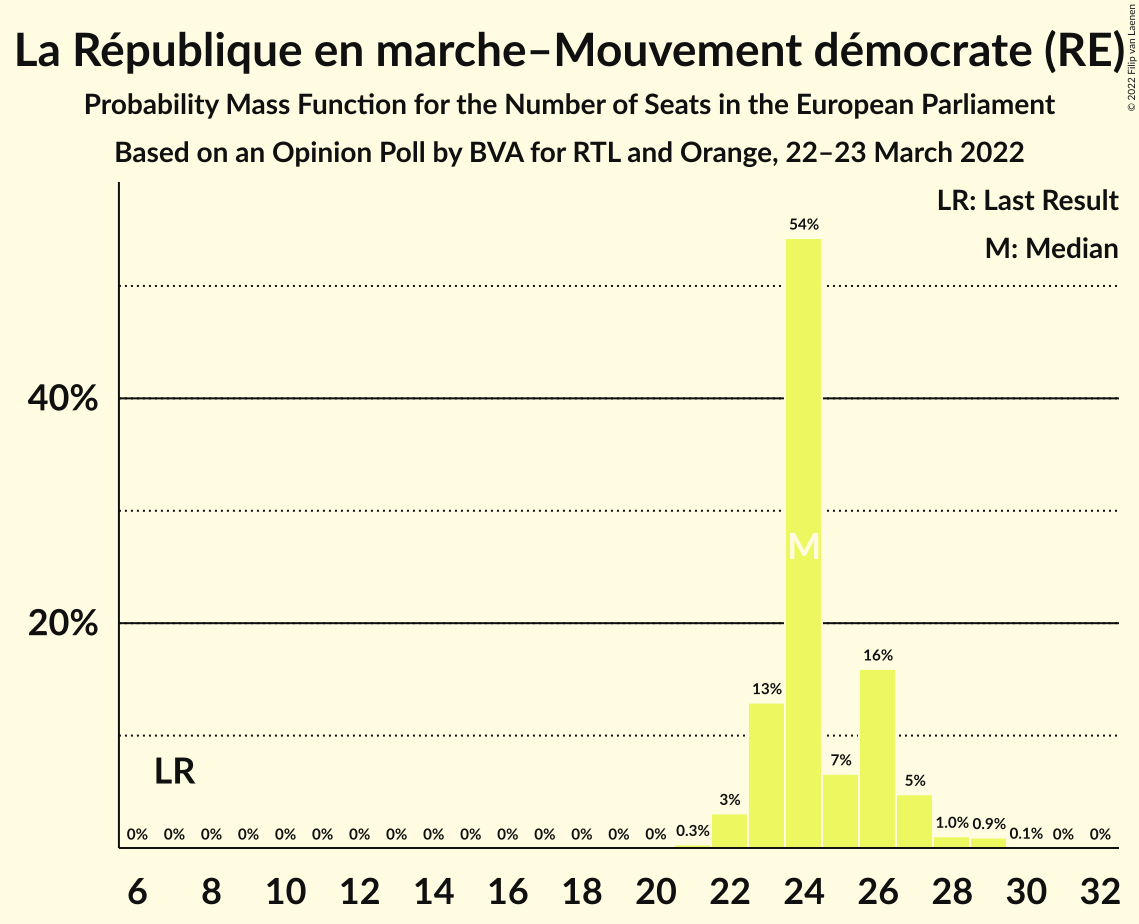 La République en marche–Mouvement démocrate (RE)
© 2022 Filip van Laenen
Probability Mass Function for the Number of Seats in the European Parliament
Based on an Opinion Poll by BVA for RTL and Orange, 22–23 March 2022
LR: Last Result
M: Median
54%
40%
M
20%
16%
13%
LR
7%
5%
3%
0% 0% 0% 0% 0% 0% 0% 0% 0% 0% 0% 0% 0% 0% 0% 0.3% 1.0% 0.9% 0.1% 0% 0%
6 8 10 12 14 16 18 20 22 24 26 28 30 32